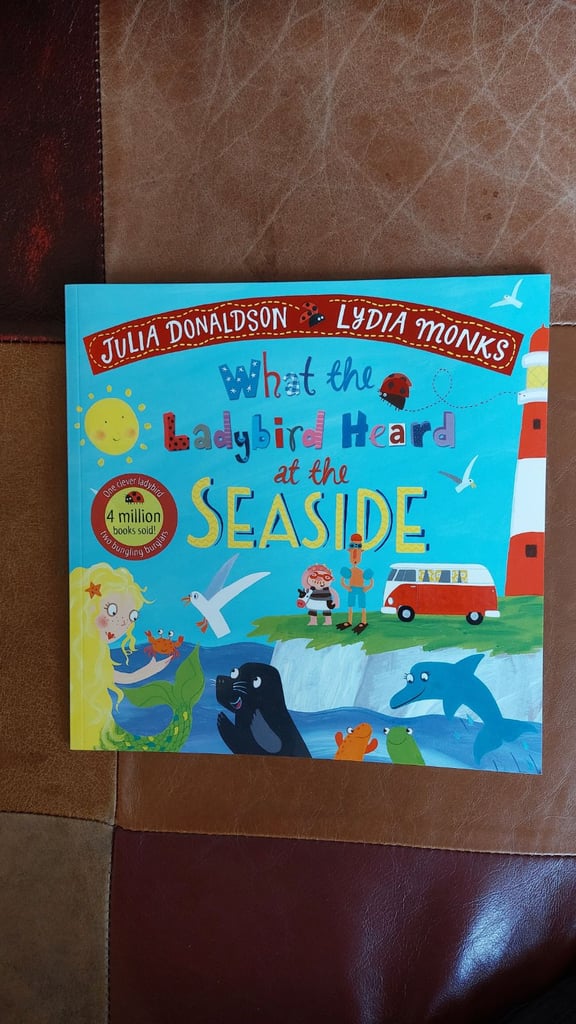 JULIA DONALDSON LYDIA MONKS
What the
Ladybird Heard
at the
SEASIDE
One clever ladybird
4 million
books sold!
two bungling burglars